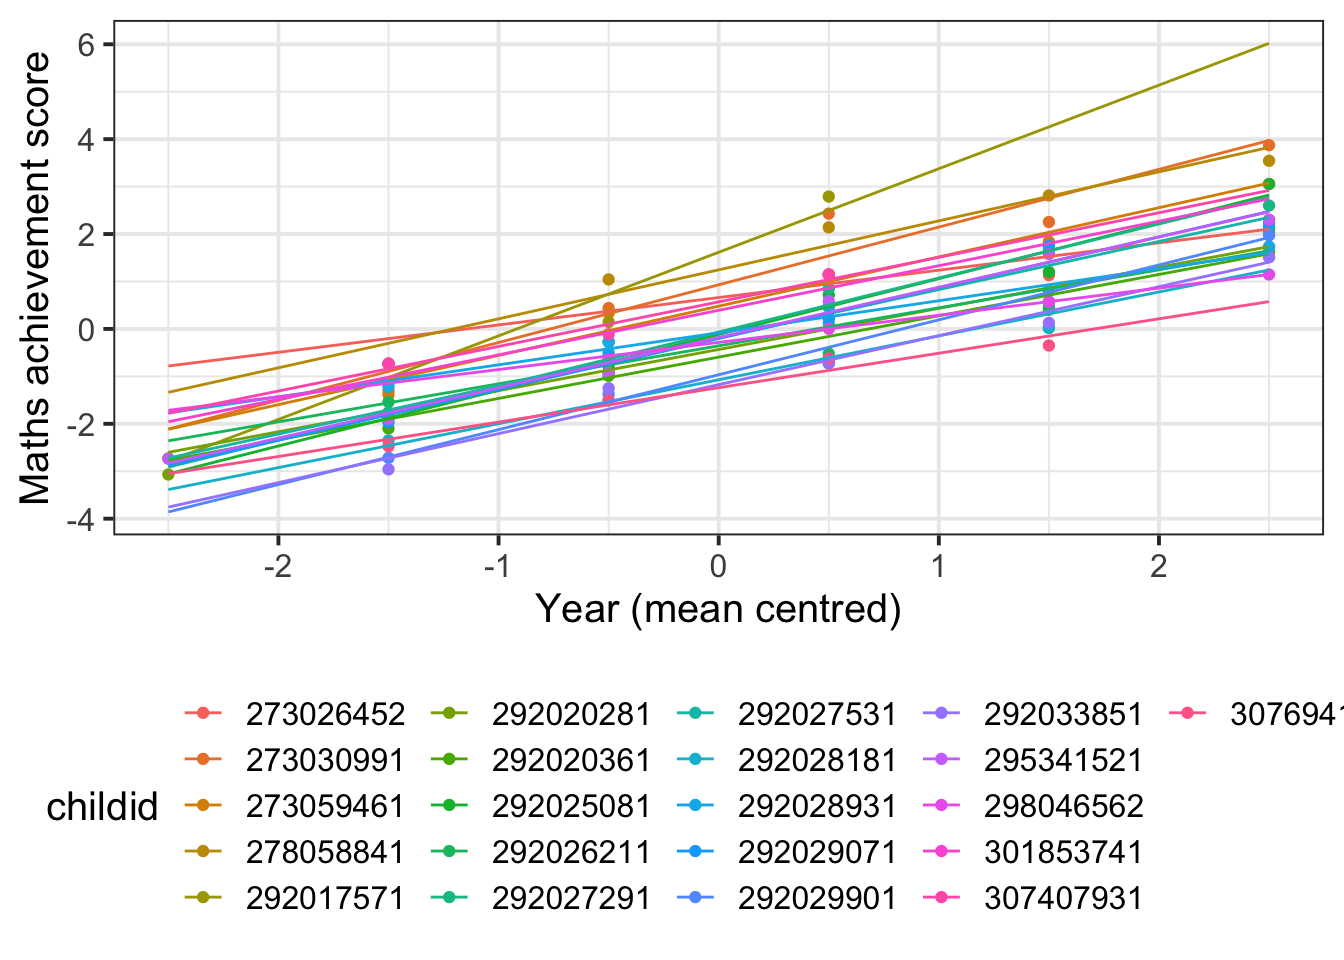 Maths achievement score
6
4
2
0
-2
-4
-2 -1 0 1 2
Year (mean centred)
childid
273026452 292020281 292027531 292033851 3076941
273030991 292020361 292028181 295341521
273059461 292025081 292028931 298046562
278058841 292026211 292029071 301853741
292017571 292027291 292029901 307407931